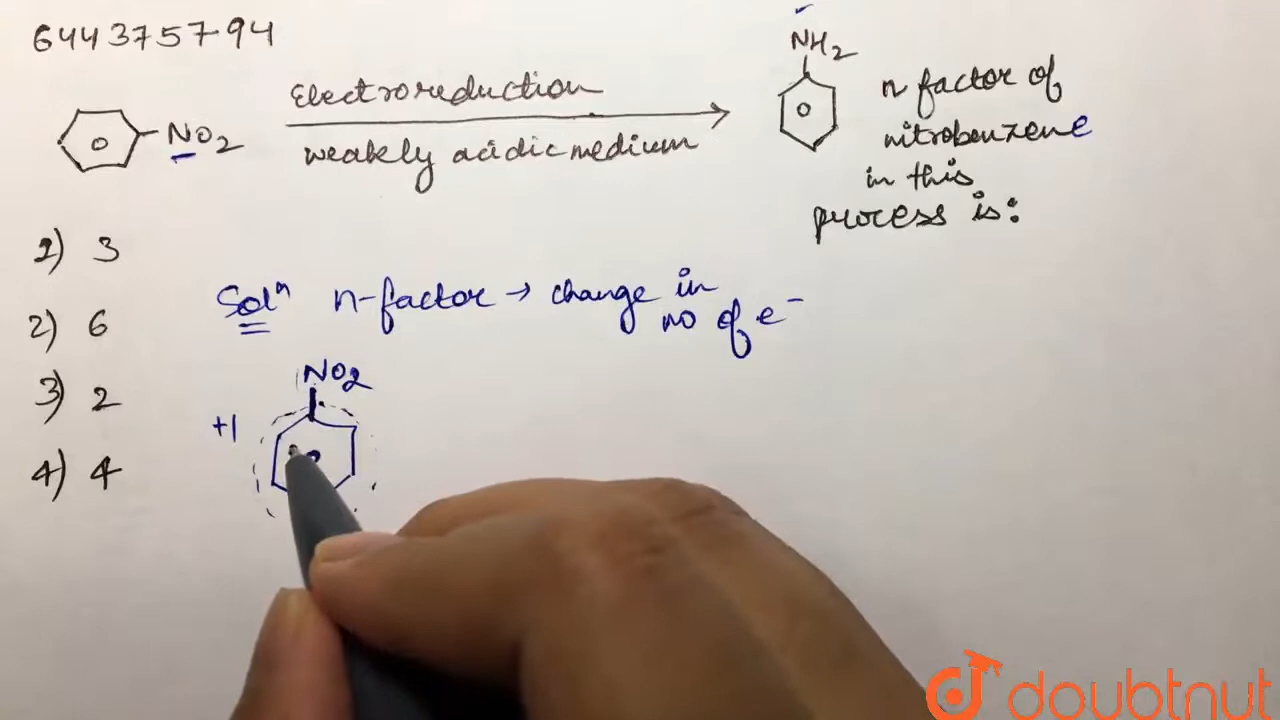 6443757794
NO2
Electroreduction
weakly acidic medium
NH2
n factor of
nitrobenzene
in this
process is:
1) 3
2) 6
3) 2
4) 4
Solⁿ n-factor → change in
no of e⁻
NO2
+1
doubtnut